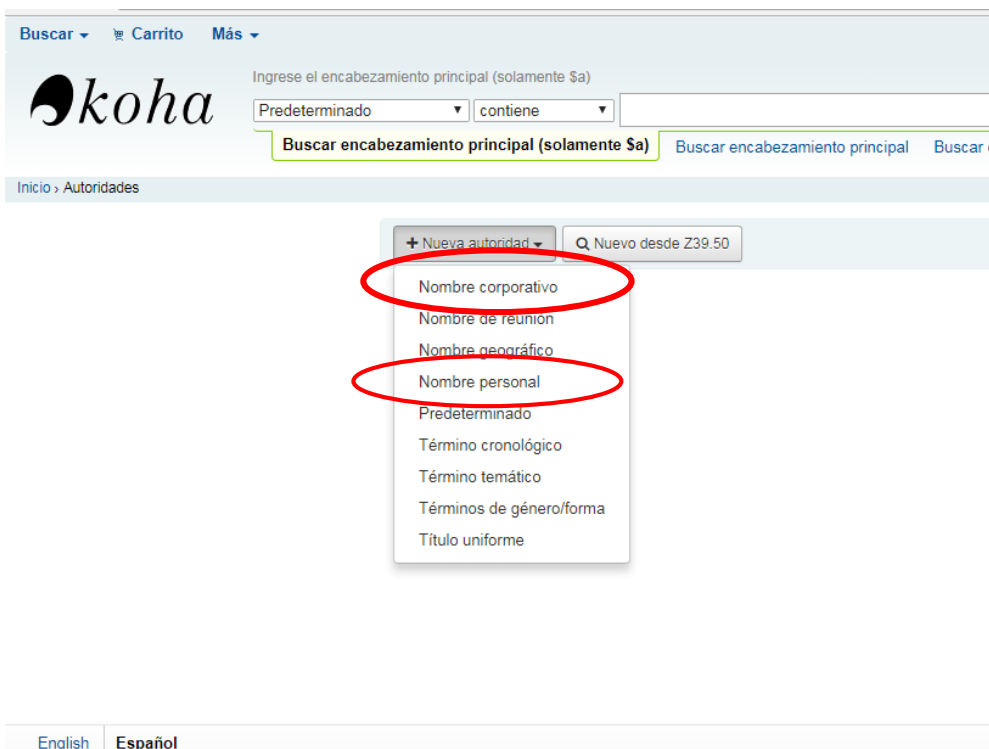 Buscar Carrito Más
koha
Ingrese el encabezamiento principal (solamente $a)
Predeterminado contiene
Buscar encabezamiento principal (solamente $a) Buscar encabezamiento principal Buscar
Inicio › Autoridades
+ Nueva autoridad Nuevo desde Z39.50
Nombre corporativo
Nombre de reunión
Nombre geográfico
Nombre personal
Predeterminado
Término cronológico
Término temático
Términos de género/forma
Título uniforme
English Español